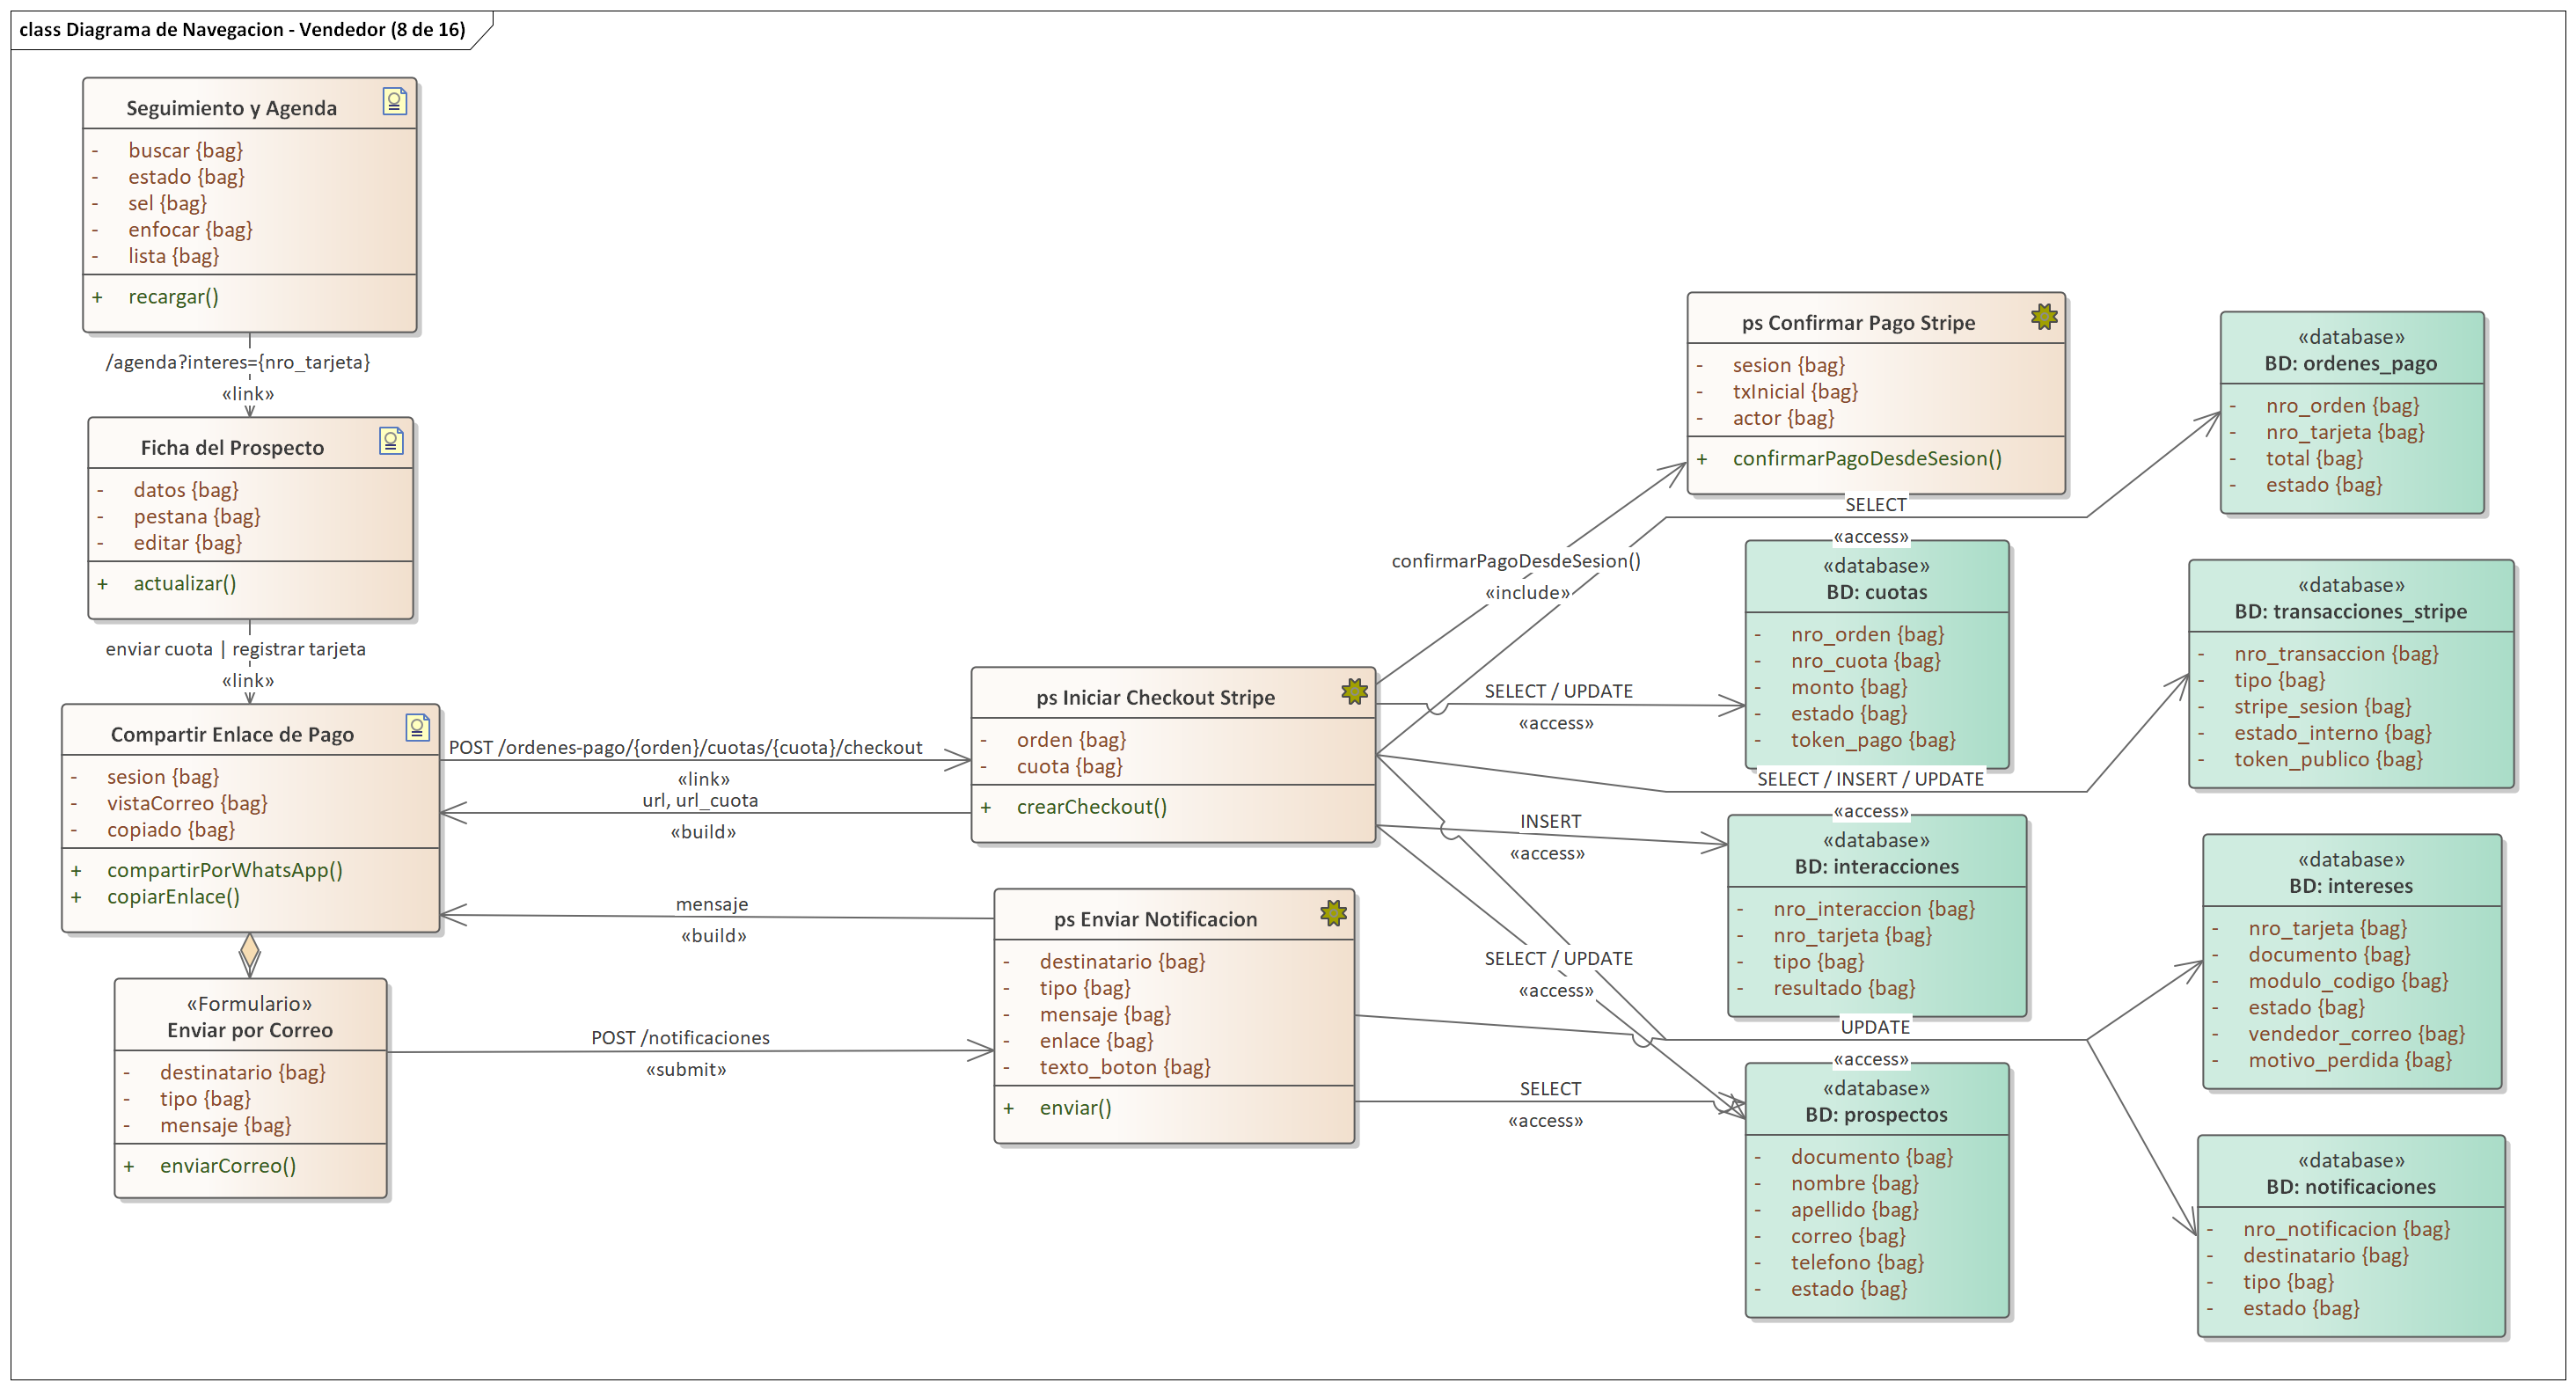 class Diagrama de Navegacion - Vendedor (8 de 16)
Seguimiento y Agenda
- buscar {bag}
- estado {bag}
- sel {bag}
- enfocar {bag}
- lista {bag}
+ recargar()
/agenda?interes={nro_tarjeta}
«link»
Ficha del Prospecto
- datos {bag}
- pestana {bag}
- editar {bag}
+ actualizar()
enviar cuota | registrar tarjeta
«link»
Compartir Enlace de Pago
- sesion {bag}
- vistaCorreo {bag}
- copiado {bag}
+ compartirPorWhatsApp()
+ copiarEnlace()
«Formulario»
Enviar por Correo
- destinatario {bag}
- tipo {bag}
- mensaje {bag}
+ enviarCorreo()
POST /ordenes-pago/{orden}/cuotas/{cuota}/checkout
«link»
url, url_cuota
«build»
mensaje
«build»
POST /notificaciones
«submit»
ps Iniciar Checkout Stripe
- orden {bag}
- cuota {bag}
+ crearCheckout()
ps Enviar Notificacion
- destinatario {bag}
- tipo {bag}
- mensaje {bag}
- enlace {bag}
- texto_boton {bag}
+ enviar()
confirmarPagoDesdeSesion()
«include»
SELECT / UPDATE
«access»
INSERT
«access»
SELECT / UPDATE
«access»
SELECT
«access»
ps Confirmar Pago Stripe
- sesion {bag}
- txInicial {bag}
- actor {bag}
+ confirmarPagoDesdeSesion()
SELECT
«access»
«database»
BD: cuotas
- nro_orden {bag}
- nro_cuota {bag}
- monto {bag}
- estado {bag}
- token_pago {bag}
SELECT / INSERT / UPDATE
«access»
«database»
BD: interacciones
- nro_interaccion {bag}
- nro_tarjeta {bag}
- tipo {bag}
- resultado {bag}
UPDATE
«access»
«database»
BD: prospectos
- documento {bag}
- nombre {bag}
- apellido {bag}
- correo {bag}
- telefono {bag}
- estado {bag}
«database»
BD: ordenes_pago
- nro_orden {bag}
- nro_tarjeta {bag}
- total {bag}
- estado {bag}
«database»
BD: transacciones_stripe
- nro_transaccion {bag}
- tipo {bag}
- stripe_sesion {bag}
- estado_interno {bag}
- token_publico {bag}
«database»
BD: intereses
- nro_tarjeta {bag}
- documento {bag}
- modulo_codigo {bag}
- estado {bag}
- vendedor_correo {bag}
- motivo_perdida {bag}
«database»
BD: notificaciones
- nro_notificacion {bag}
- destinatario {bag}
- tipo {bag}
- estado {bag}